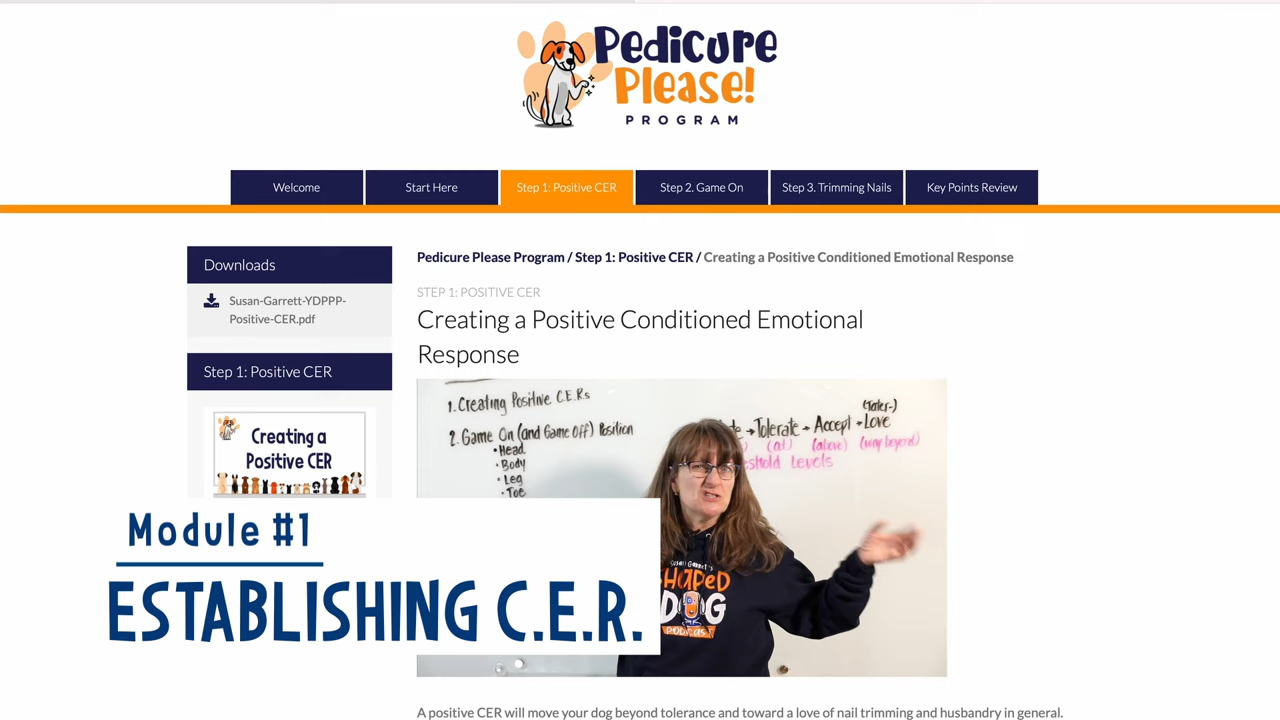 Pedicure
Please!
PROGRAM
Welcome
Start Here
Step 1: Positive CER
Step 2. Game On
Step 3. Trimming Nails
Key Points Review
Downloads
Susan-Garrett-YDPPP-
Positive-CER.pdf
Step 1: Positive CER
Creating a
Positive CER
Pedicure Please Program / Step 1: Positive CER / Creating a Positive Conditioned Emotional Response
STEP 1: POSITIVE CER
Creating a Positive Conditioned Emotional
Response
1. Creating Positive C.E.R.s
2. Game On (and Game Off) Position
• Head
• Body
• Leg
• Toe
(Tater-)
→ Tolerate → Accept → Love
(at) (above) (way beyond)
Levels
Susan Garrett's
SHAPED
DOG
PODCAST
Module #1
ESTABLISHING C.E.R.
A positive CER will move your dog beyond tolerance and toward a love of nail trimming and husbandry in general.